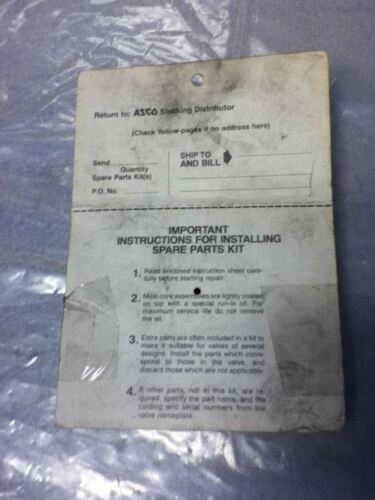 Return to: ASCO Stocking Distributor
(Check Yellow-pages if no address here)
Send
Quantity
Spare Parts Kit(s)
P.O. No.
SHIP TO
AND BILL
IMPORTANT
INSTRUCTIONS FOR INSTALLING
SPARE PARTS KIT
1. Read enclosed instruction sheet care-
fully before starting repair.
2. Most core assemblies are lightly coated
on top with a special run-in oil. For
maximum service life do not remove
the oil.
3. Extra parts are often included in a kit to
make it suitable for valves of several
designs. Install the parts which corre-
spond to those in the valve, and
discard those which are not applicable.
4. If other parts, not in this kit, are re-
quired, specify the part name, and the
catalog and serial numbers from the
valve nameplate.